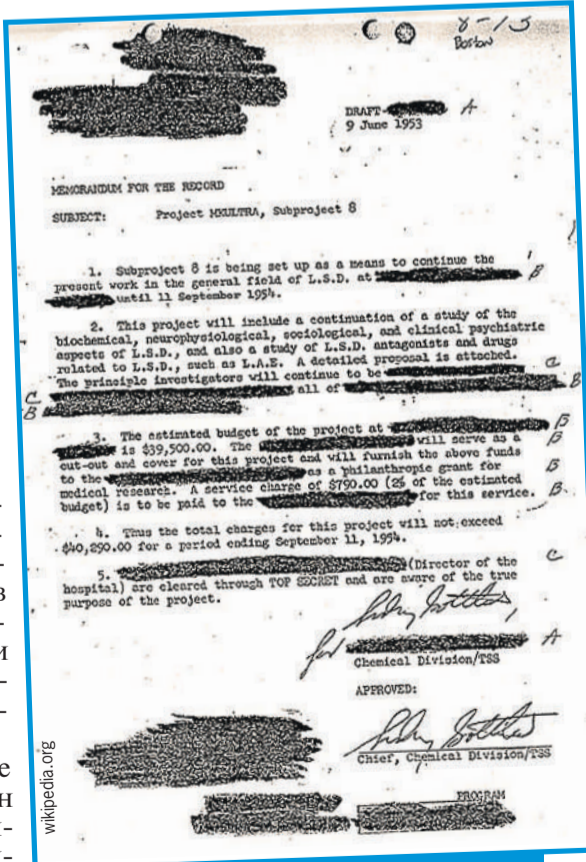 8-13
Boston
DRAFT- A
9 June 1953
MEMORANDUM FOR THE RECORD
SUBJECT: Project MKULTRA, Subproject 8
1. Subproject 8 is being set up as a means to continue the
present work in the general field of L.S.D. at B
until 11 September 1954.
2. This project will include a continuation of a study of the
biochemical, neurophysiological, sociological, and clinical psychiatric
aspects of L.S.D., and also a study of L.S.D. antagonists and drugs
related to L.S.D., such as L.A.E. A detailed proposal is attached.
The principle investigators will continue to be C
C all of B
B
3. The estimated budget of the project at B
is $39,500.00. The will serve as a B
cut-out and cover for this project and will furnish the above funds
to the as a philanthropic grant for B
medical research. A service charge of $790.00 (2% of the estimated
budget) is to be paid to the for this service. B
4. Thus the total charges for this project will not exceed
$40,290.00 for a period ending September 11, 1954.
5. (Director of the C
hospital) are cleared through TOP SECRET and are aware of the true
purpose of the project.
Sidney Gottlieb,
for A
Chemical Division/TSS
APPROVED:
Sidney Gottlieb
Chief, Chemical Division/TSS
PROGRAM
wikipedia.org
в
и
е
н